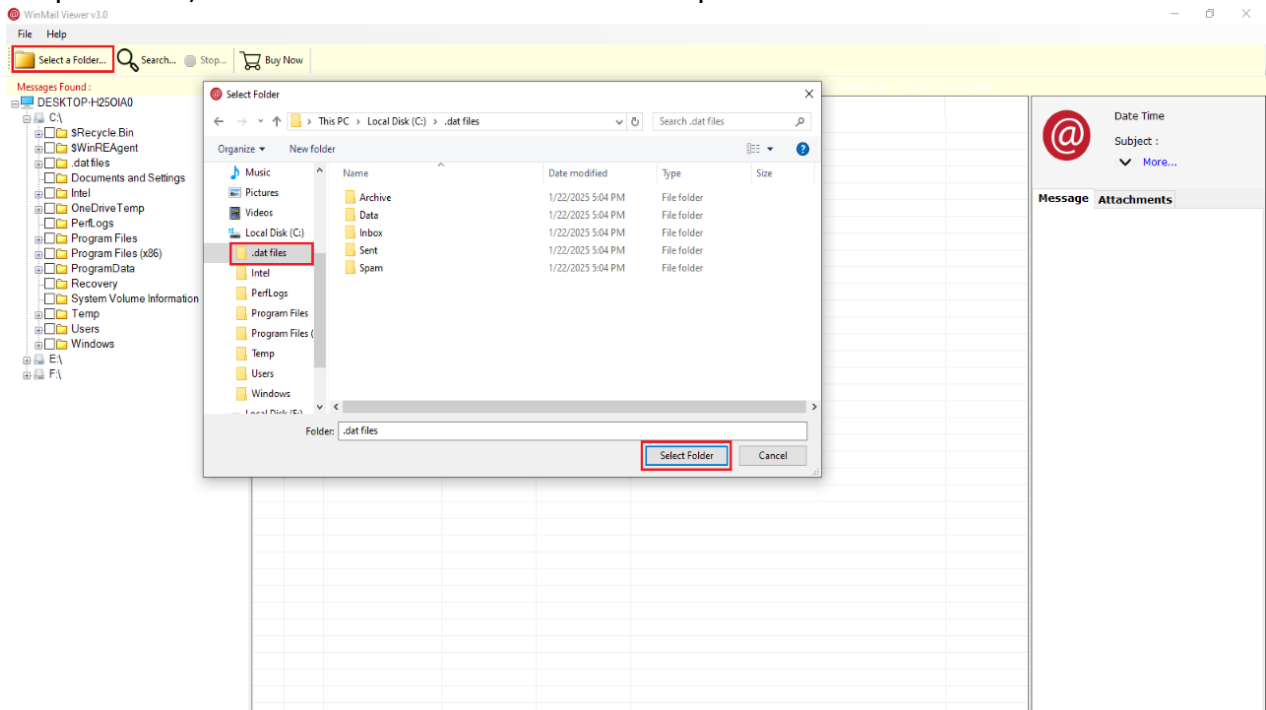 WinMail Viewer v3.0
File Help
Select a Folder... Search... Stop... Buy Now
Messages Found :
DESKTOP-H25OIA0
C:\
$Recycle Bin
$WinREAgent
.dat files
Documents and Settings
Intel
OneDriveTemp
PerfLogs
Program Files
Program Files (x86)
ProgramData
Recovery
System Volume Information
Temp
Users
Windows
E:\
F:\
Select Folder
This PC > Local Disk (C:) > .dat files
Search .dat files
Organize New folder
Music
Pictures
Videos
Local Disk (C:)
.dat files
Intel
PerfLogs
Program Files
Program Files (
Temp
Users
Windows
Name Date modified Type Size
Archive 1/22/2025 5:04 PM File folder
Data 1/22/2025 5:04 PM File folder
Inbox 1/22/2025 5:04 PM File folder
Sent 1/22/2025 5:04 PM File folder
Spam 1/22/2025 5:04 PM File folder
Folder: .dat files
Select Folder Cancel
Date Time
Subject :
More...
Message Attachments